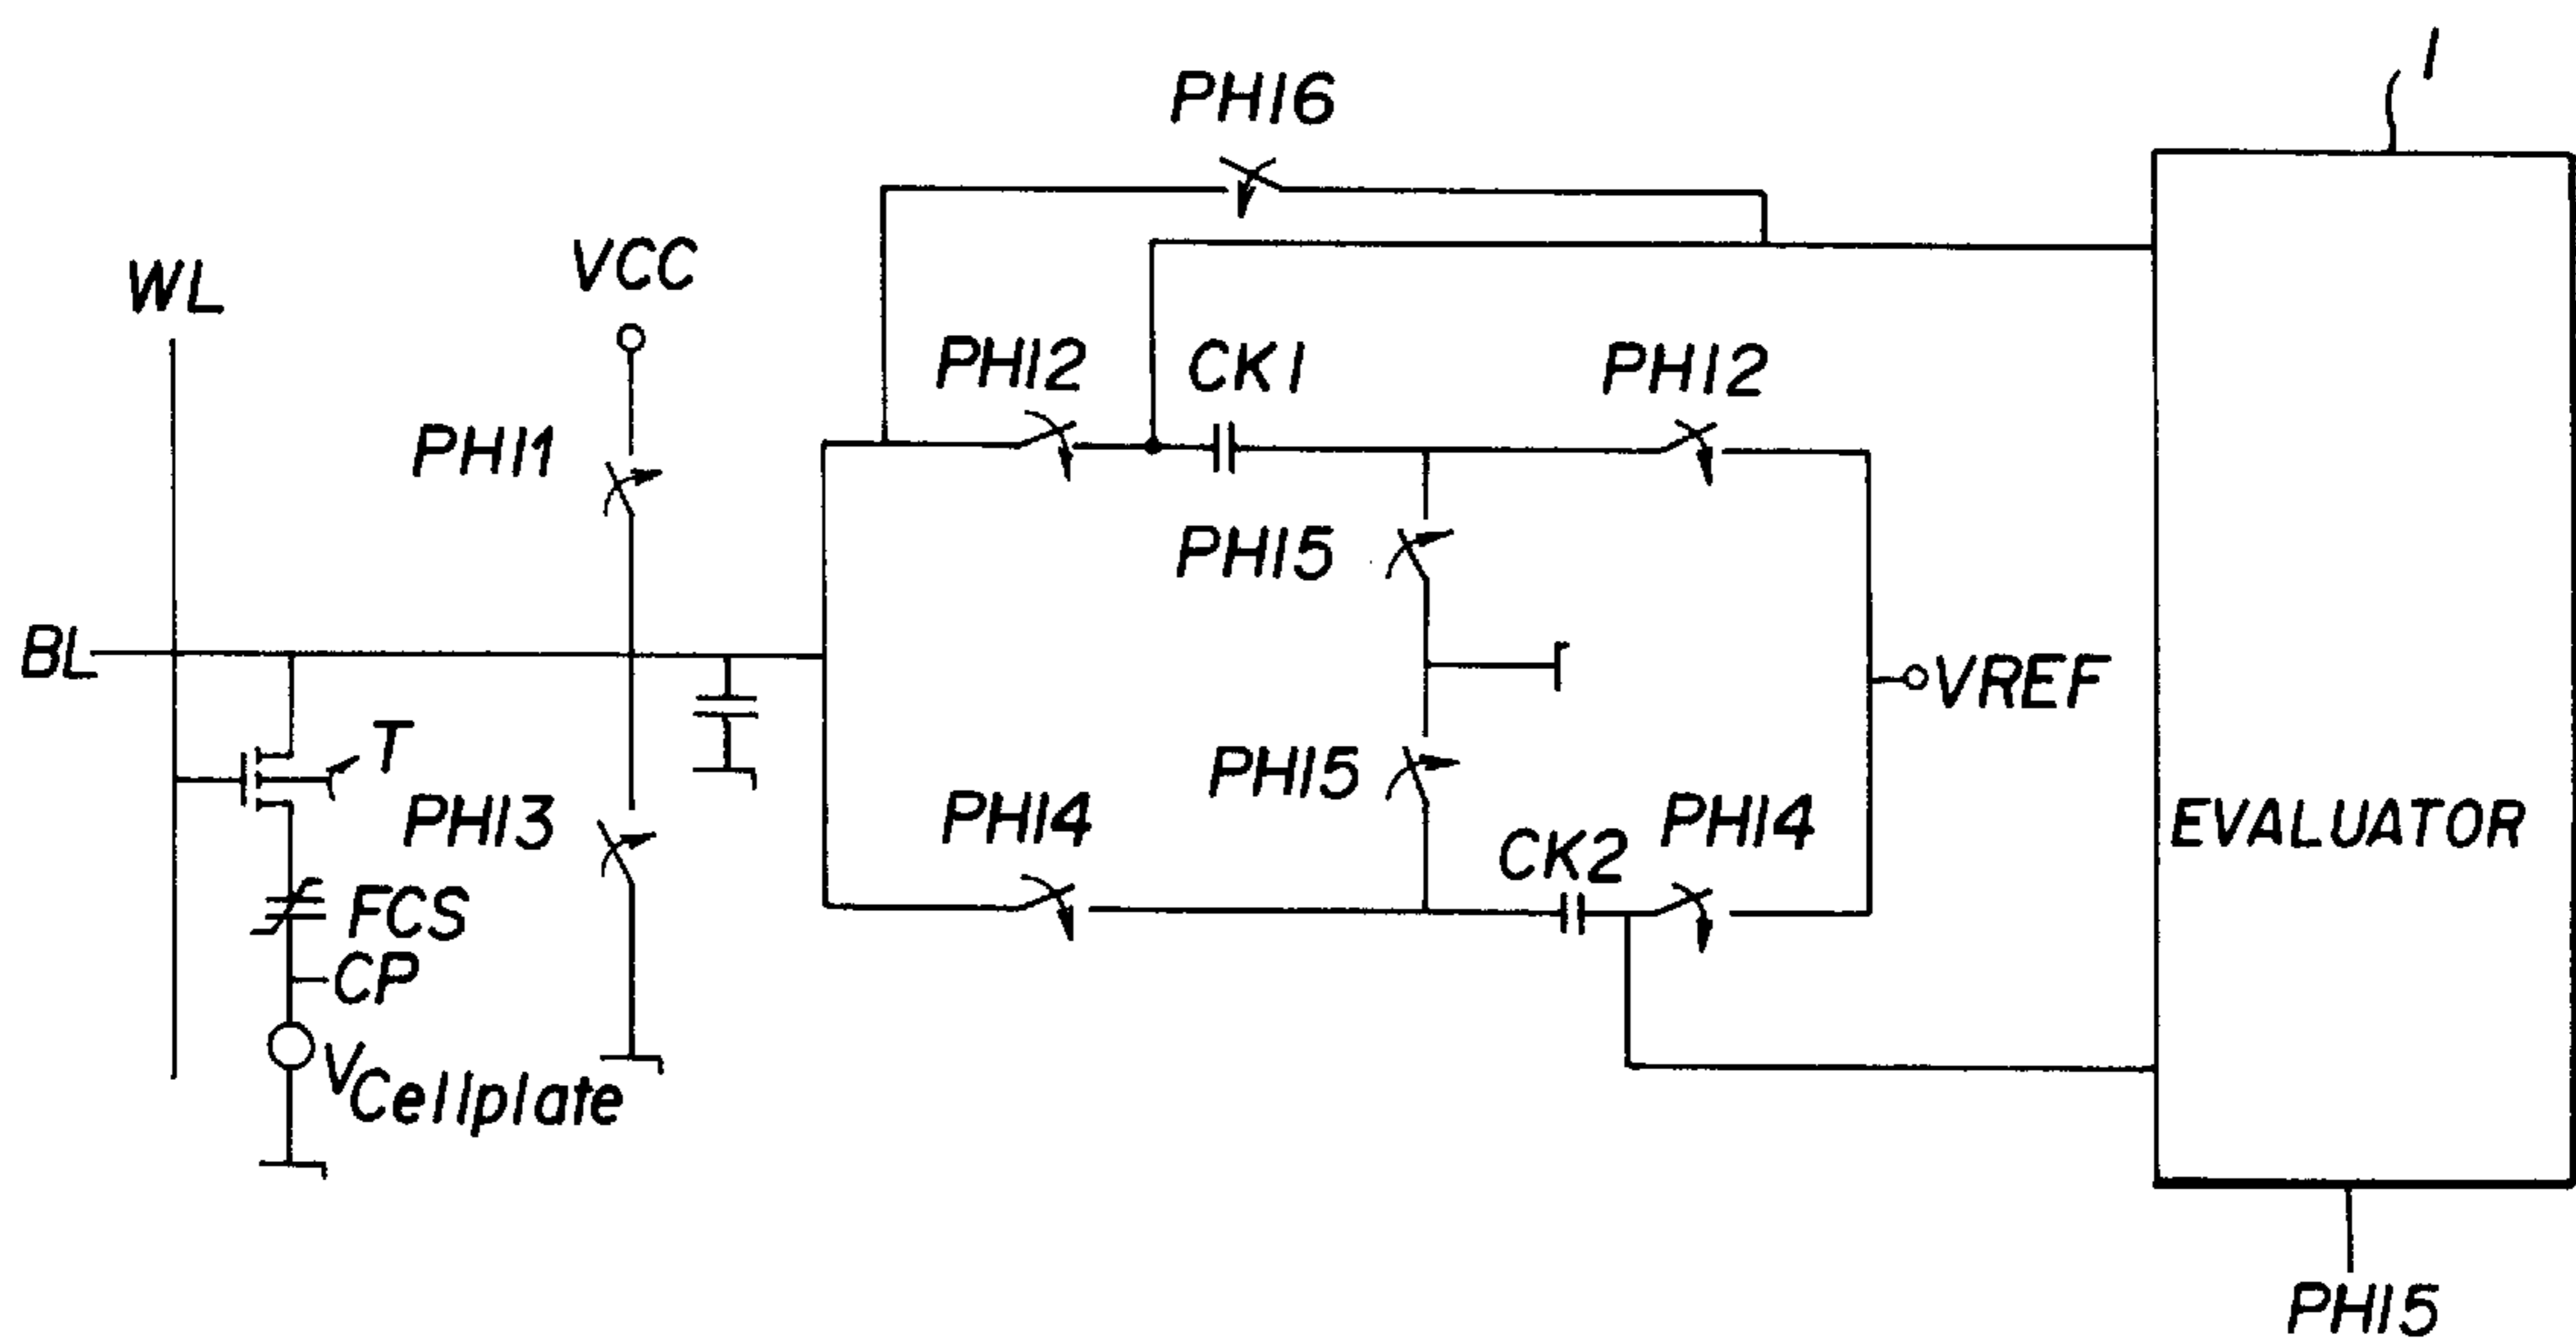 1
PHI6
WL
VCC
PHI2
CK1
PHI2
PHI1
PHI5
BL
VREF
T
PHI5
PHI3
PHI4
CK2
PHI4
EVALUATOR
FCS
CP
VCellplate
PHI5